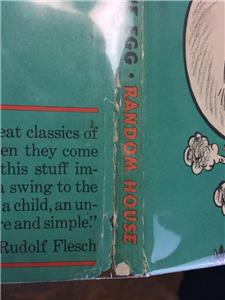 eat classics of
en they come
this stuff im-
a swing to the
a child, an un-
re and simple."
Rudolf Flesch
EGG · RANDOM HOUSE